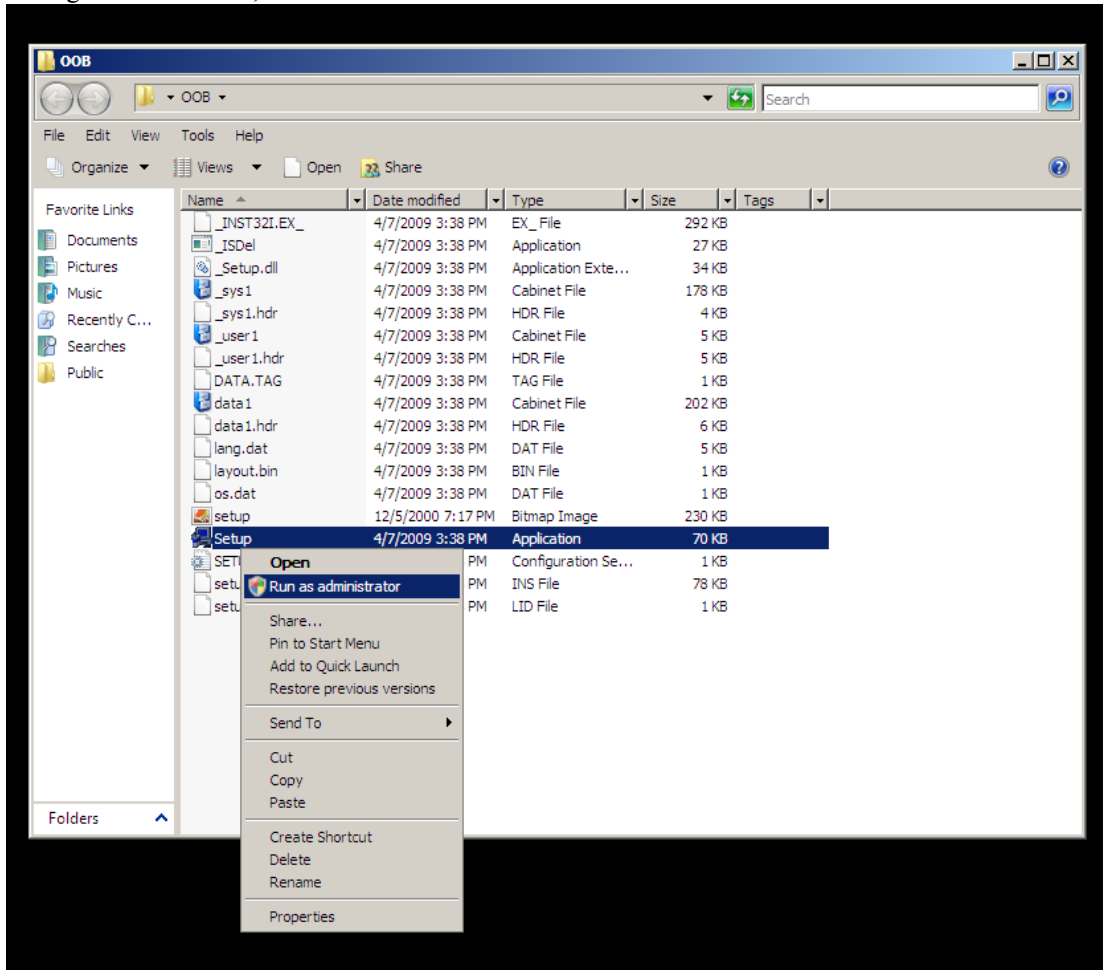 OOB
OOB
Search
File Edit View Tools Help
Organize Views Open Share
Favorite Links
Documents
Pictures
Music
Recently C...
Searches
Public
Folders
Name Date modified Type Size Tags
_INST32I.EX_ 4/7/2009 3:38 PM EX_ File 292 KB
_ISDel 4/7/2009 3:38 PM Application 27 KB
_Setup.dll 4/7/2009 3:38 PM Application Exte... 34 KB
_sys1 4/7/2009 3:38 PM Cabinet File 178 KB
_sys1.hdr 4/7/2009 3:38 PM HDR File 4 KB
_user1 4/7/2009 3:38 PM Cabinet File 5 KB
_user1.hdr 4/7/2009 3:38 PM HDR File 5 KB
DATA.TAG 4/7/2009 3:38 PM TAG File 1 KB
data1 4/7/2009 3:38 PM Cabinet File 202 KB
data1.hdr 4/7/2009 3:38 PM HDR File 6 KB
lang.dat 4/7/2009 3:38 PM DAT File 5 KB
layout.bin 4/7/2009 3:38 PM BIN File 1 KB
os.dat 4/7/2009 3:38 PM DAT File 1 KB
setup 12/5/2000 7:17 PM Bitmap Image 230 KB
Setup 4/7/2009 3:38 PM Application 70 KB
PM Configuration Se... 1 KB
setu PM INS File 78 KB
setu PM LID File 1 KB
Open
Run as administrator
Share...
Pin to Start Menu
Add to Quick Launch
Restore previous versions
Send To
Cut
Copy
Paste
Create Shortcut
Delete
Rename
Properties